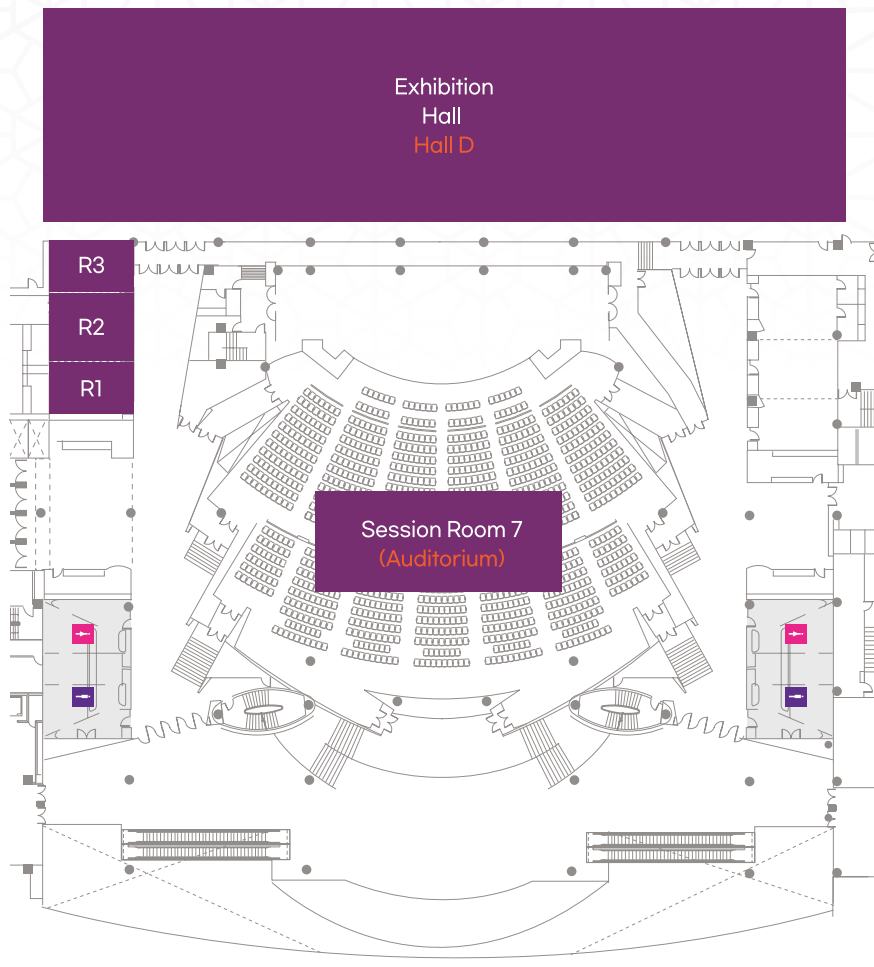 Exhibition
Hall
Hall D
R3
R2
R1
Session Room 7
(Auditorium)